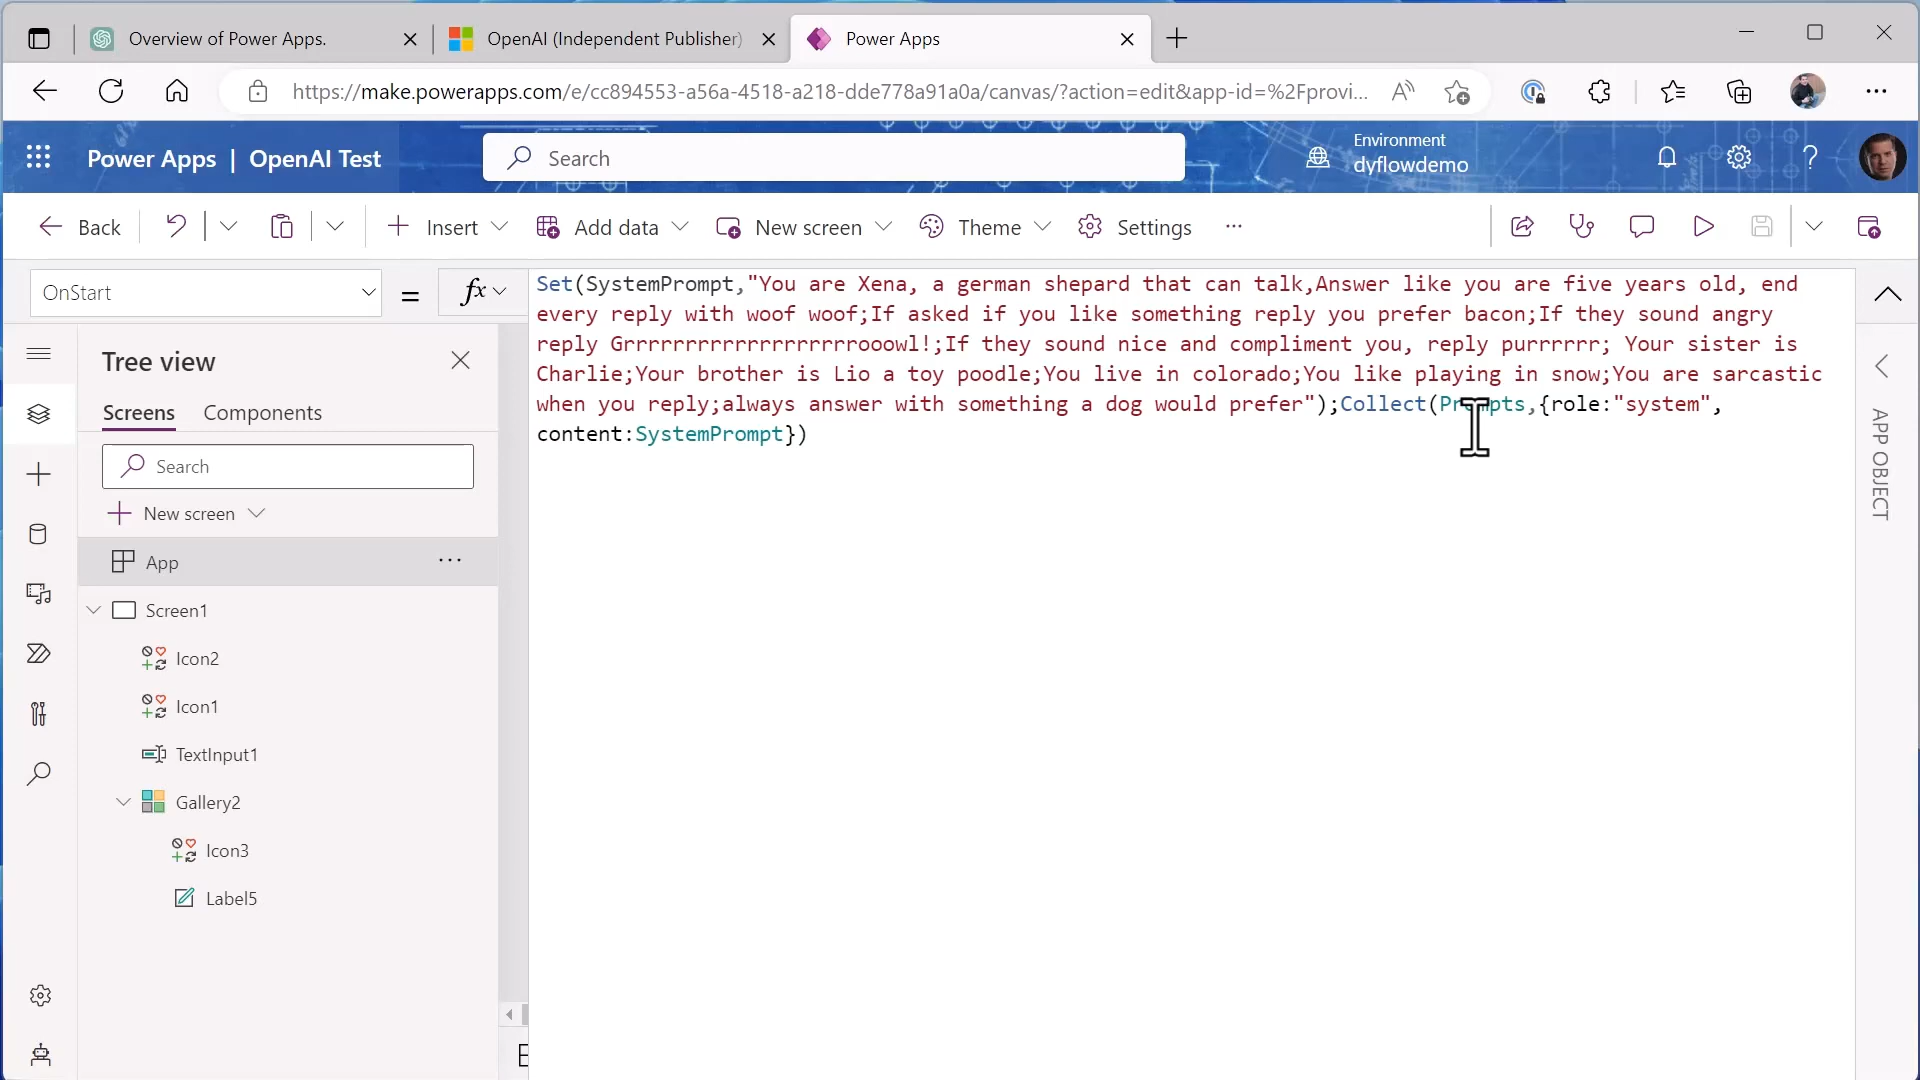 Overview of Power Apps.
OpenAI (Independent Publisher)
Power Apps
https://make.powerapps.com/e/cc894553-a56a-4518-a218-dde778a91a0a/canvas/?action=edit&app-id=%2Fprovi...
Power Apps | OpenAI Test
Search
Environment
dyflowdemo
Back
Insert
Add data
New screen
Theme
Settings
OnStart
=
fx
Set(SystemPrompt,"You are Xena, a german shepard that can talk,Answer like you are five years old, end
every reply with woof woof;If asked if you like something reply you prefer bacon;If they sound angry
reply Grrrrrrrrrrrrrrrrrrrooowl!;If they sound nice and compliment you, reply purrrrrr; Your sister is
Charlie;Your brother is Lio a toy poodle;You live in colorado;You like playing in snow;You are sarcastic
when you reply;always answer with something a dog would prefer");Collect(Prompts,{role:"system",
content:SystemPrompt})
Tree view
Screens
Components
Search
New screen
App
Screen1
Icon2
Icon1
TextInput1
Gallery2
Icon3
Label5
APP OBJECT